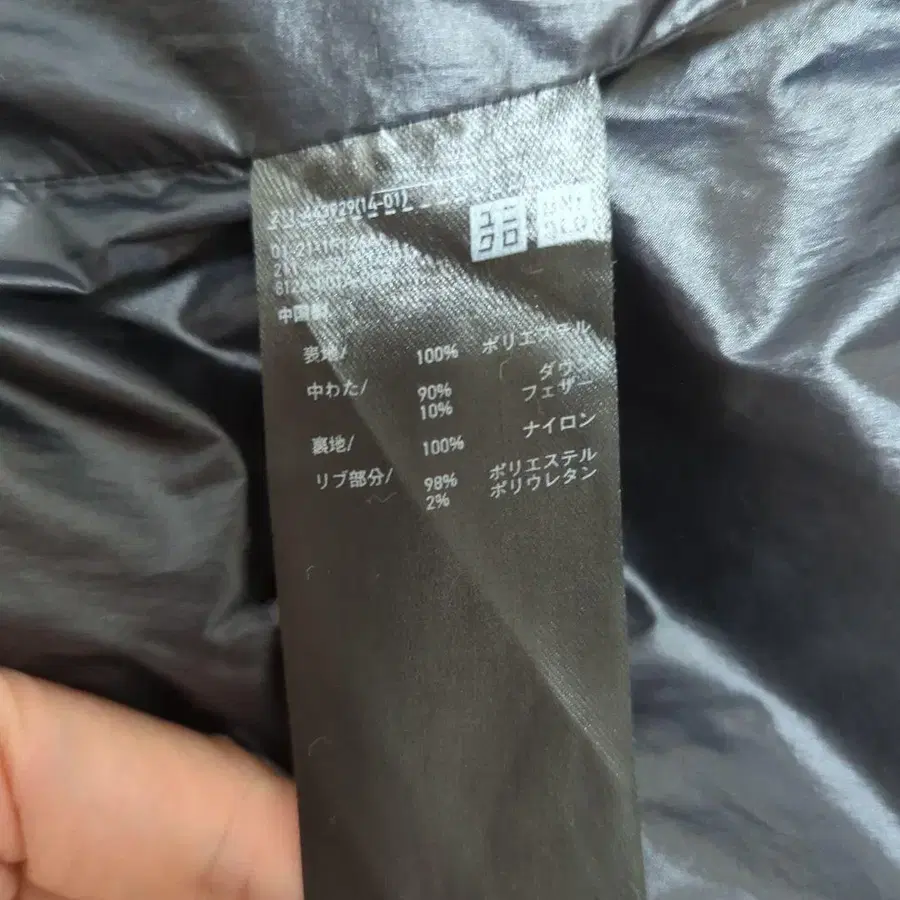 ユニクロ
UNI QLO
中国製
表地/ 100% ポリエステル
中わた/ 90% ダウン
10% フェザー
裏地/ 100% ナイロン
リブ部分/ 98% ポリエステル
2% ポリウレタン